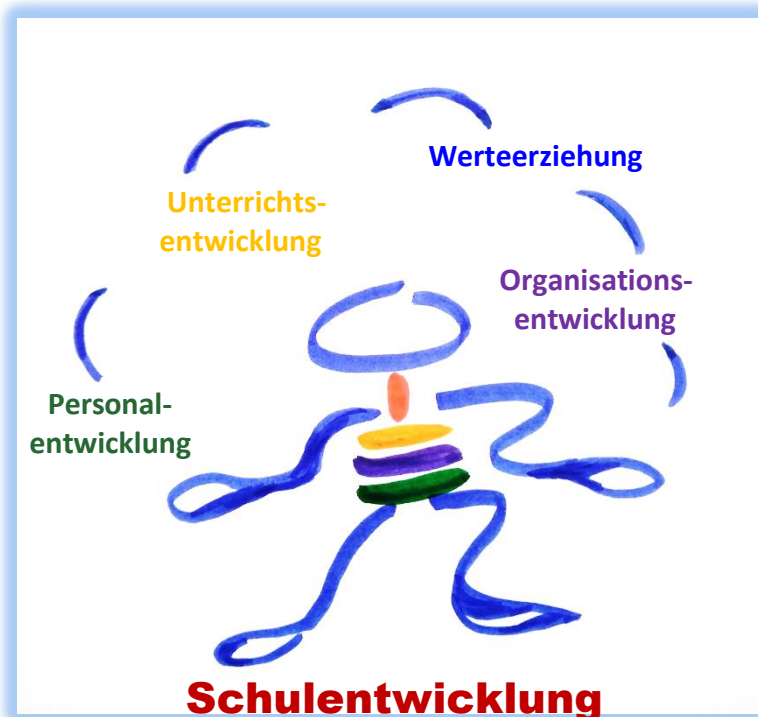 Werteerziehung
Unterrichts-
entwicklung
Organisations-
entwicklung
Personal-
entwicklung
Schulentwicklung